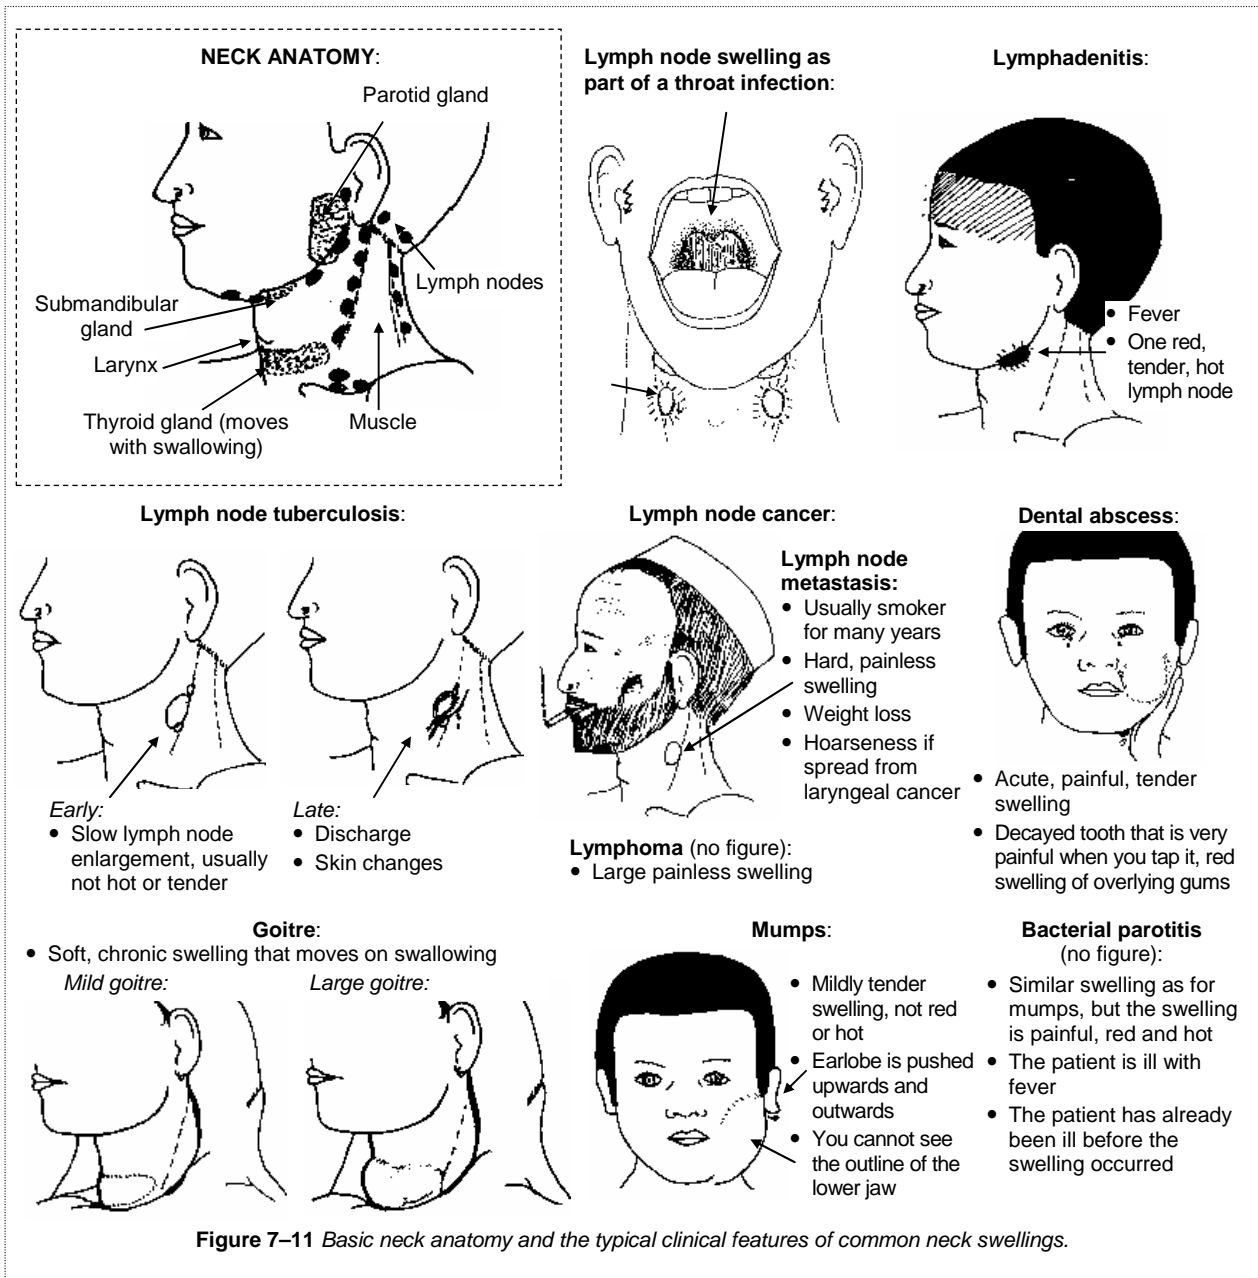 NECK ANATOMY:
Parotid gland
Lymph nodes
Submandibular
gland
Larynx
Thyroid gland (moves
with swallowing)
Muscle
Lymph node swelling as
part of a throat infection:
Lymphadenitis:
• Fever
• One red,
tender, hot
lymph node
Lymph node tuberculosis:
Early:
• Slow lymph node
enlargement, usually
not hot or tender
Late:
• Discharge
• Skin changes
Lymph node cancer:
Lymph node
metastasis:
• Usually smoker
for many years
• Hard, painless
swelling
• Weight loss
• Hoarseness if
spread from
laryngeal cancer
Lymphoma (no figure):
• Large painless swelling
Dental abscess:
• Acute, painful, tender
swelling
• Decayed tooth that is very
painful when you tap it, red
swelling of overlying gums
Goitre:
• Soft, chronic swelling that moves on swallowing
Mild goitre:
Large goitre:
Mumps:
• Mildly tender
swelling, not red
or hot
• Earlobe is pushed
upwards and
outwards
• You cannot see
the outline of the
lower jaw
Bacterial parotitis
(no figure):
• Similar swelling as for
mumps, but the swelling
is painful, red and hot
• The patient is ill with
fever
• The patient has already
been ill before the
swelling occurred
Figure 7–11 Basic neck anatomy and the typical clinical features of common neck swellings.